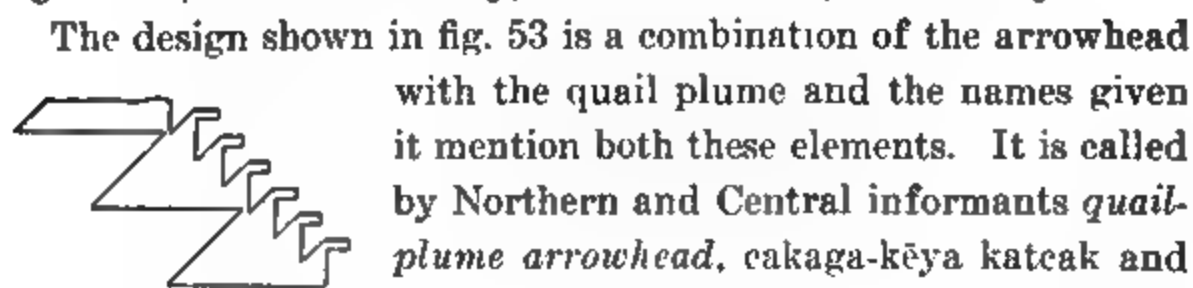 The design shown in fig. 53 is a combination of the arrowhead
with the quail plume and the names given
it mention both these elements. It is called
by Northern and Central informants quail-
plume arrowhead, cakaga-kēya katcak and